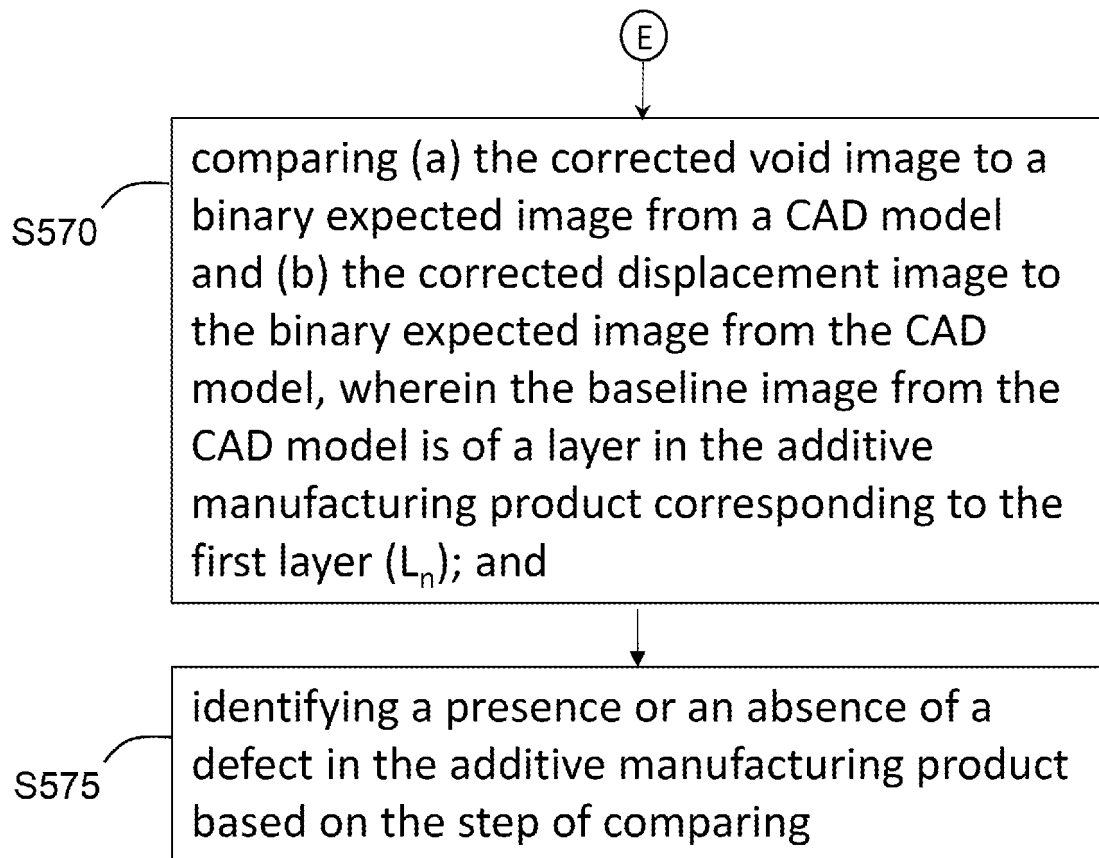 E
comparing (a) the corrected void image to a
binary expected image from a CAD model
and (b) the corrected displacement image to
the binary expected image from the CAD
model, wherein the baseline image from the
CAD model is of a layer in the additive
manufacturing product corresponding to the
first layer (Lₙ); and
S570
identifying a presence or an absence of a
defect in the additive manufacturing product
based on the step of comparing
S575